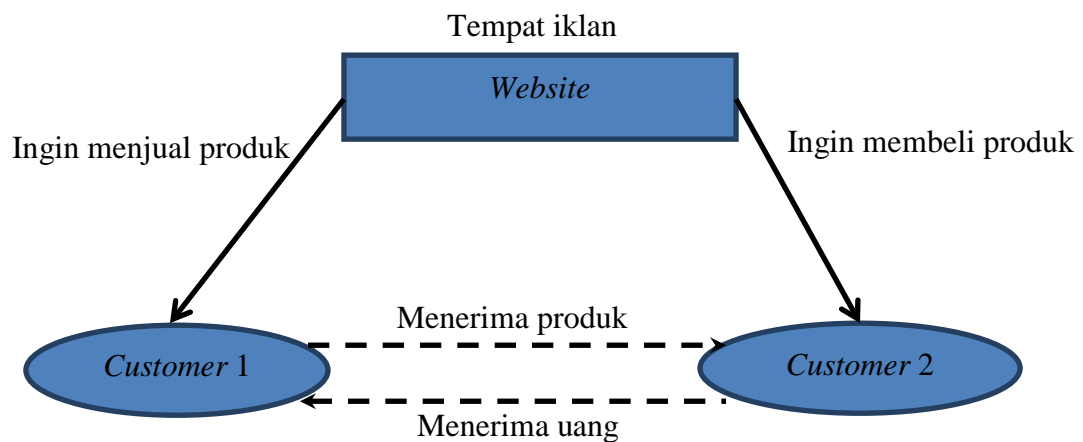 Tempat iklan
Website
Ingin menjual produk
Ingin membeli produk
Menerima produk
Customer 1
Customer 2
Menerima uang